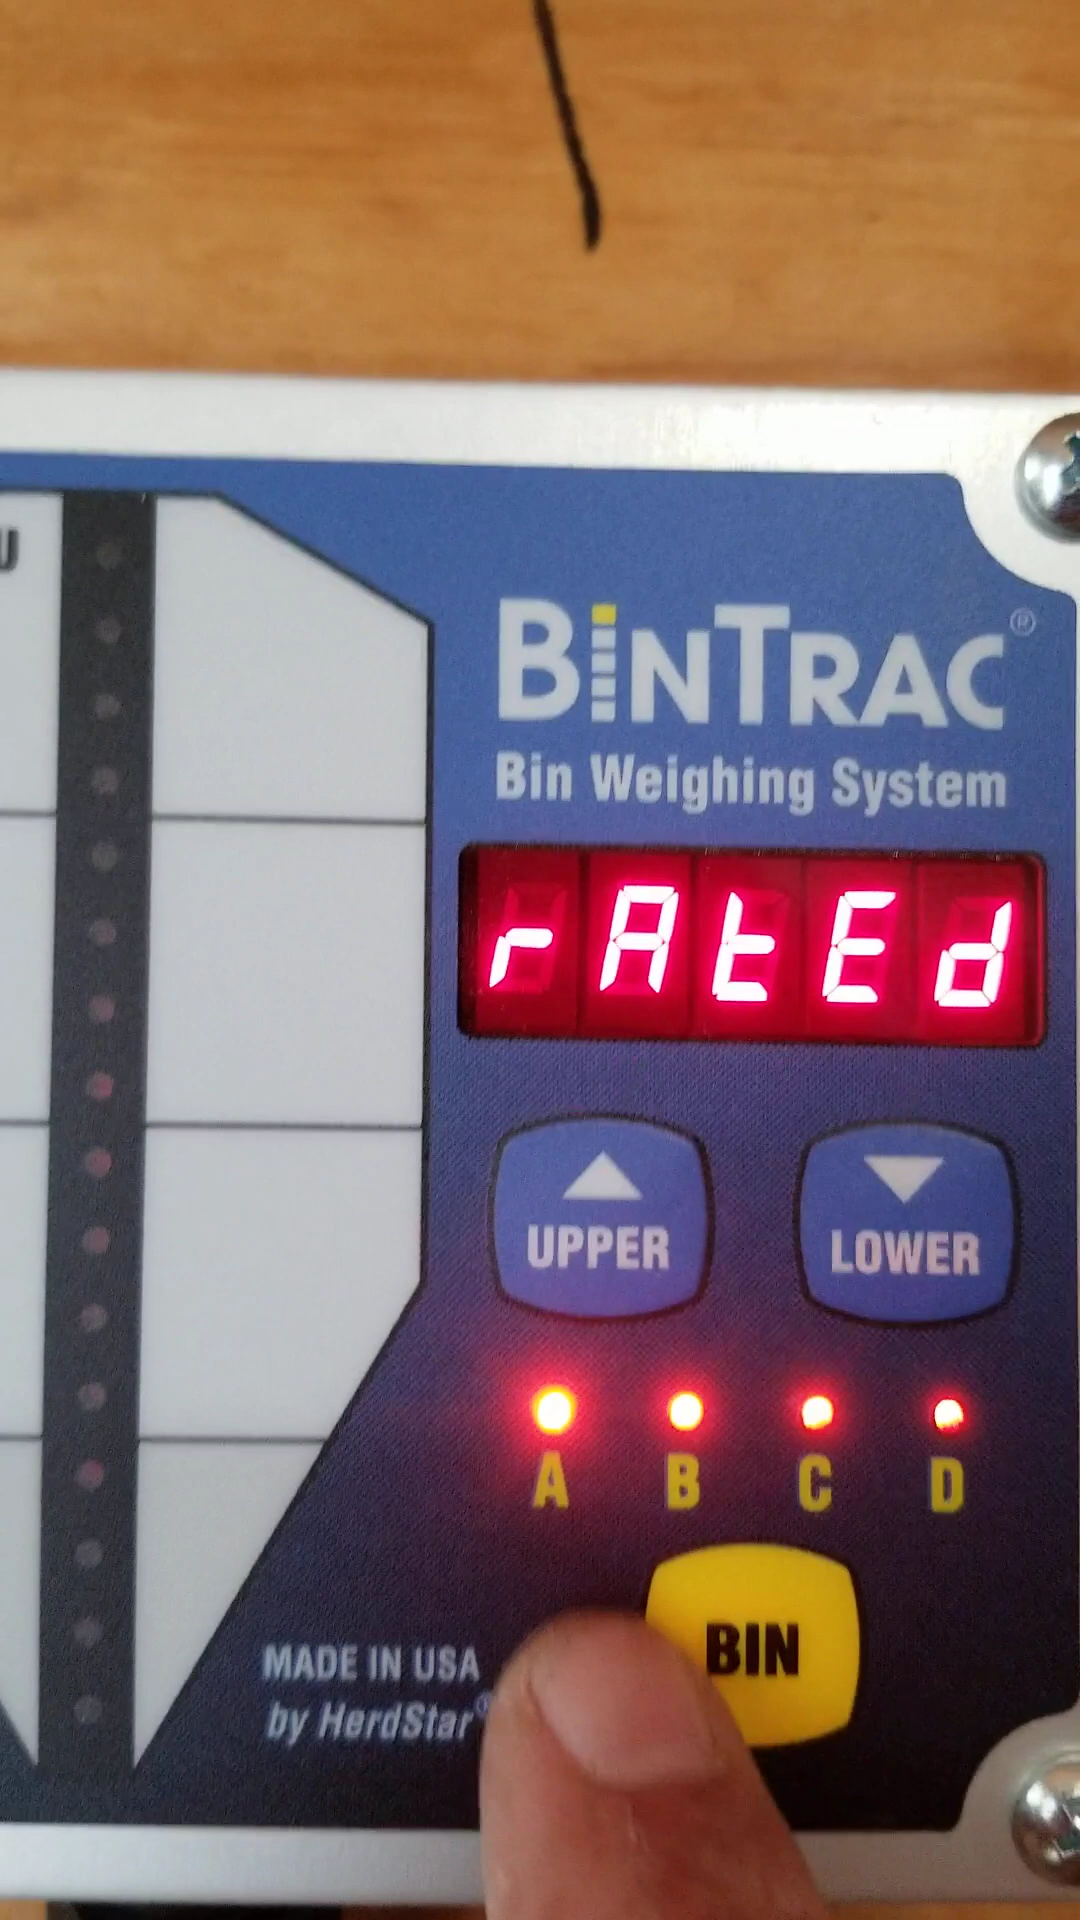 BINTRAC®
Bin Weighing System
rAtEd
UPPER
LOWER
A B C D
BIN
MADE IN USA
by HerdStar®